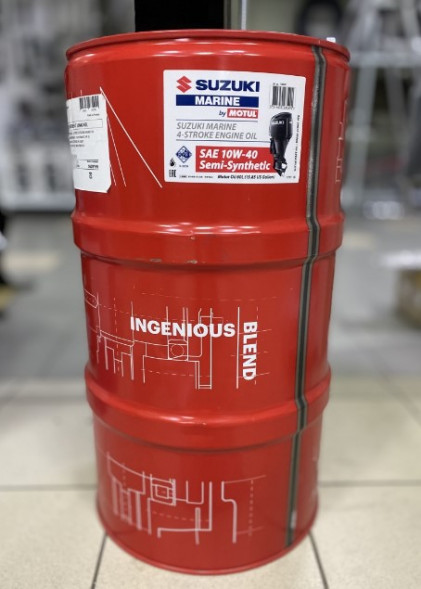 SUZUKI
MARINE
by MOTUL
SUZUKI MARINE
4-STROKE ENGINE OIL
SAE 10W-40
Semi-Synthetic
INGENIOUS
BLEND